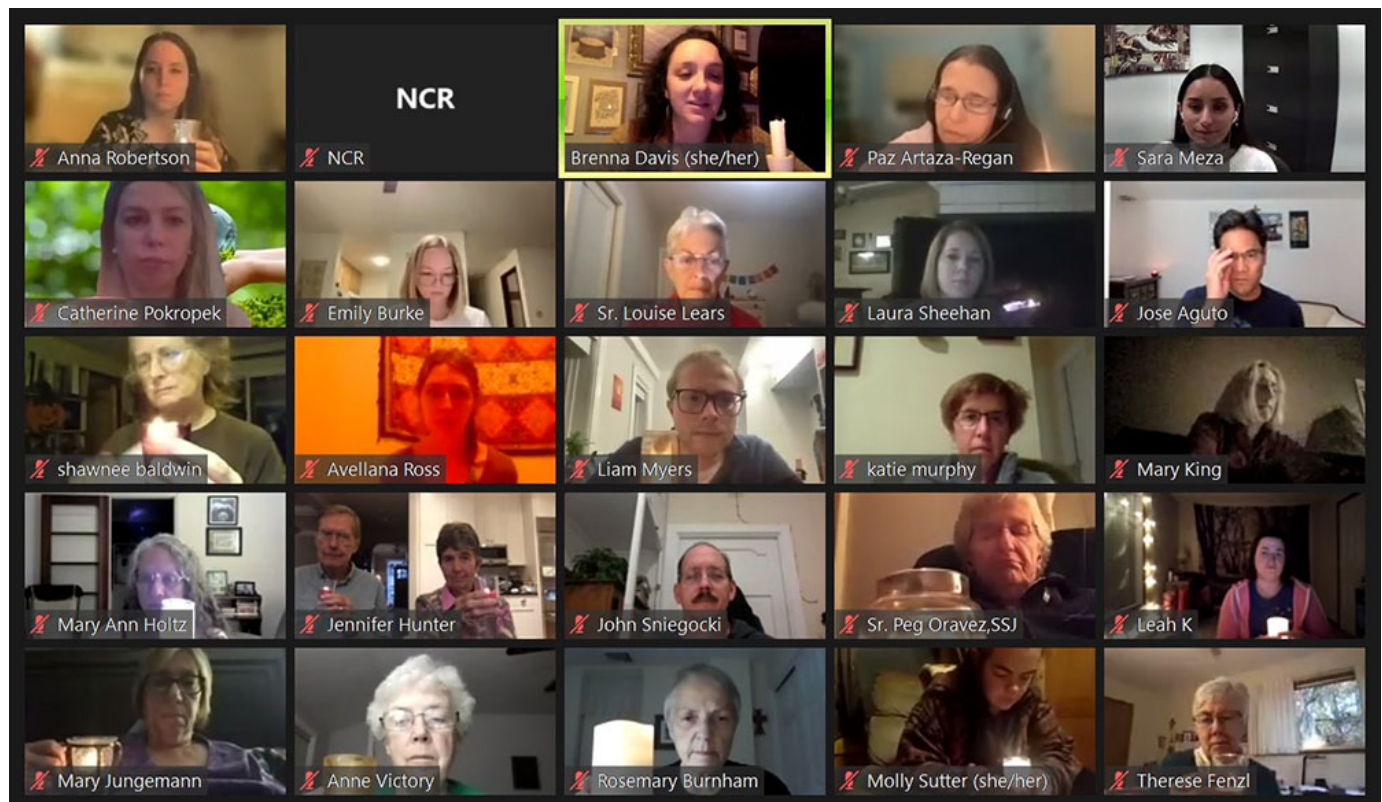 Anna Robertson
NCR
NCR
Brenna Davis (she/her)
Paz Artaza-Regan
Sara Meza
Catherine Pokropek
Emily Burke
Sr. Louise Lears
Laura Sheehan
Jose Aguto
shawnee baldwin
Avellana Ross
Liam Myers
katie murphy
Mary King
Mary Ann Holtz
Jennifer Hunter
John Sniegocki
Sr. Peg Oravez,SSJ
Leah K
Mary Jungemann
Anne Victory
Rosemary Burnham
Molly Sutter (she/her)
Therese Fenzl